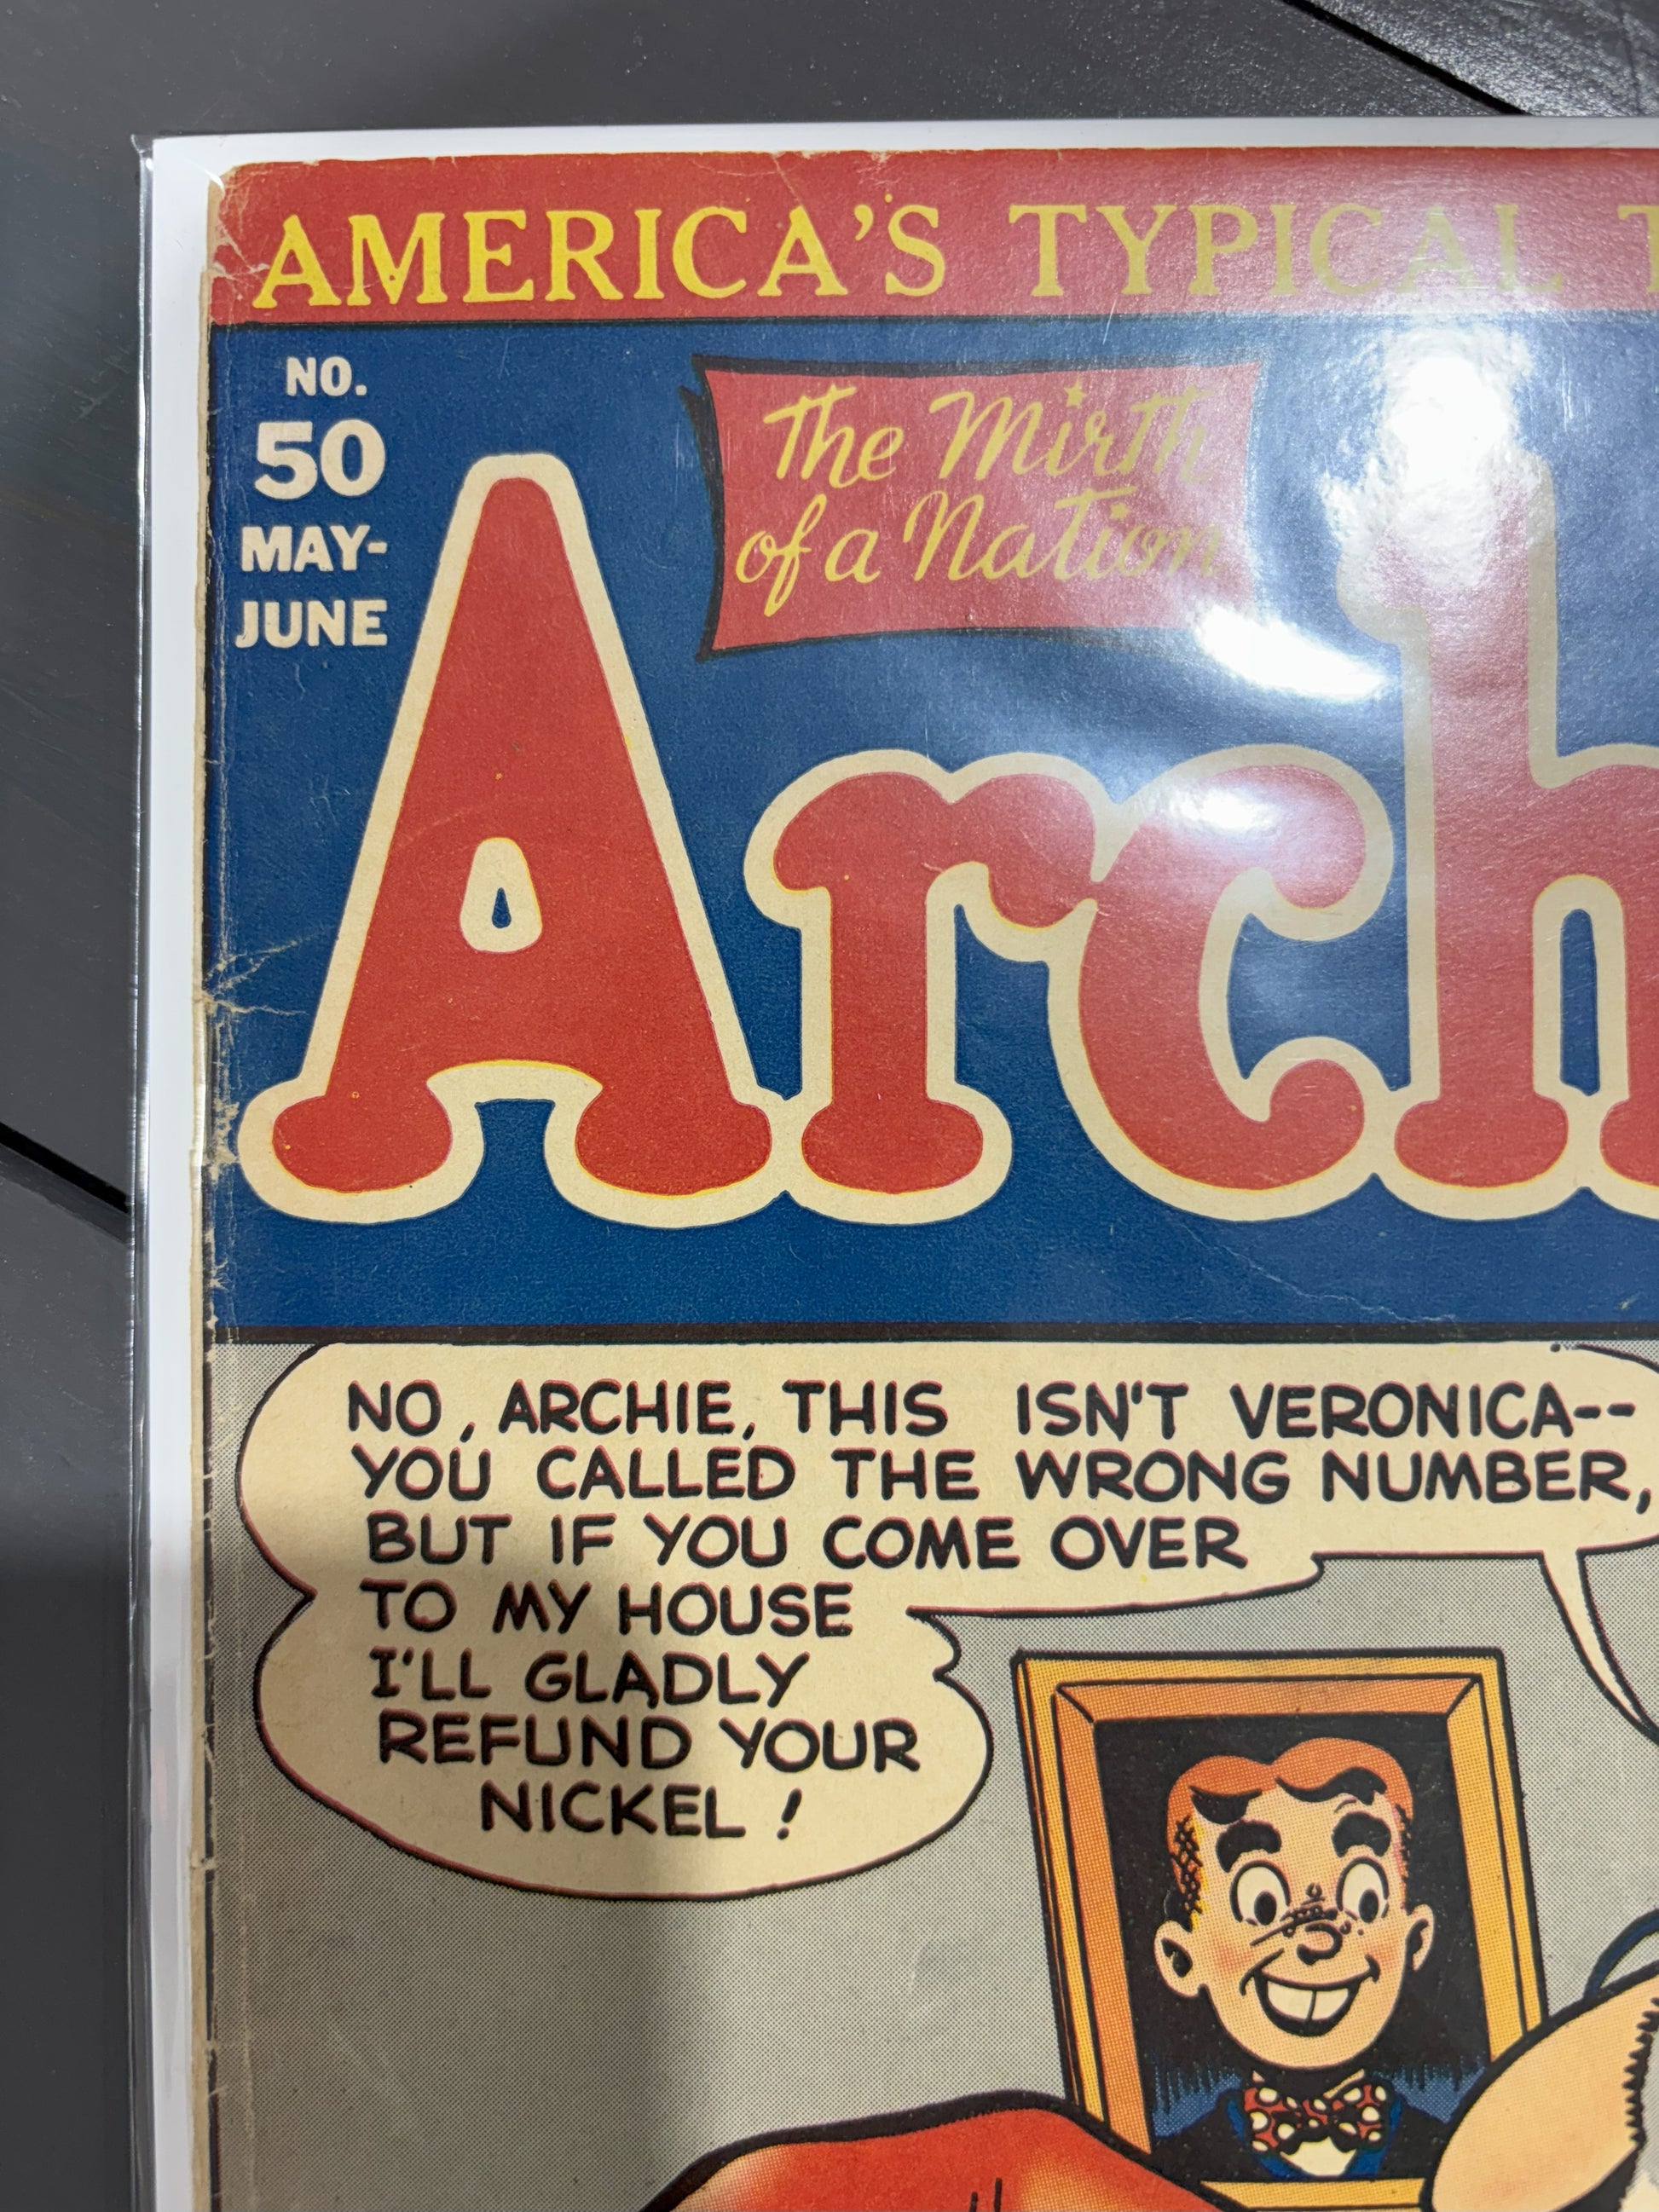 AMERICA'S TYPICAL
NO.
50
MAY-
JUNE
The Mirth
of a Nation
Arch
NO, ARCHIE, THIS ISN'T VERONICA--
YOU CALLED THE WRONG NUMBER,
BUT IF YOU COME OVER
TO MY HOUSE
I'LL GLADLY
REFUND YOUR
NICKEL!